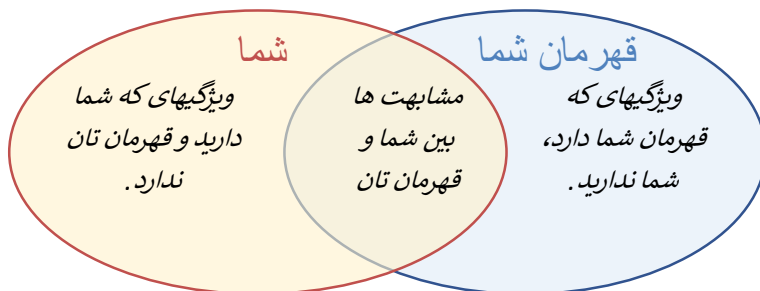 قهرمان شما
ویژگیهای که
قهرمان شما دارد،
شما ندارید.
مشابهت ها
بین شما و
قهرمان تان
شما
ویژگیهای که شما
دارید و قهرمان تان
ندارد.